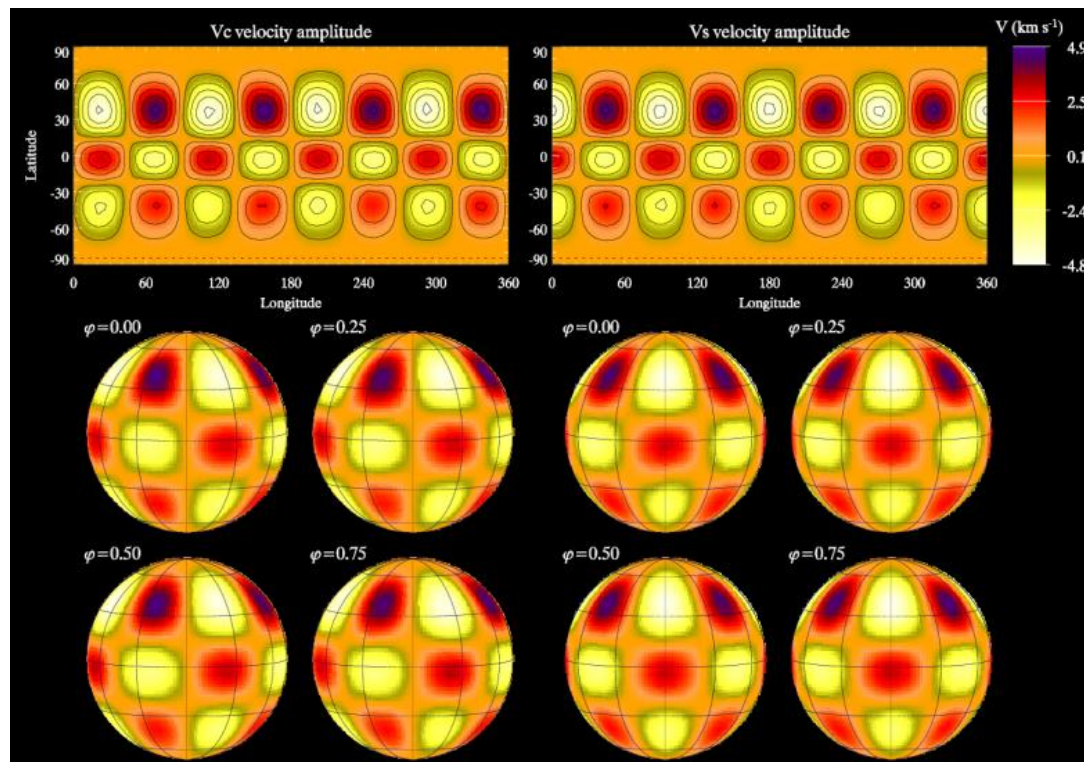 Vc velocity amplitude
Vs velocity amplitude
V (km s⁻¹)
90
60
30
0
-30
-60
-90
Latitude
0 60 120 180 240 300 360
Longitude
90
60
30
0
-30
-60
-90
0 60 120 180 240 300 360
Longitude
4.9
2.5
0.1
-2.4
-4.8
φ=0.00
φ=0.25
φ=0.00
φ=0.25
φ=0.50
φ=0.75
φ=0.50
φ=0.75